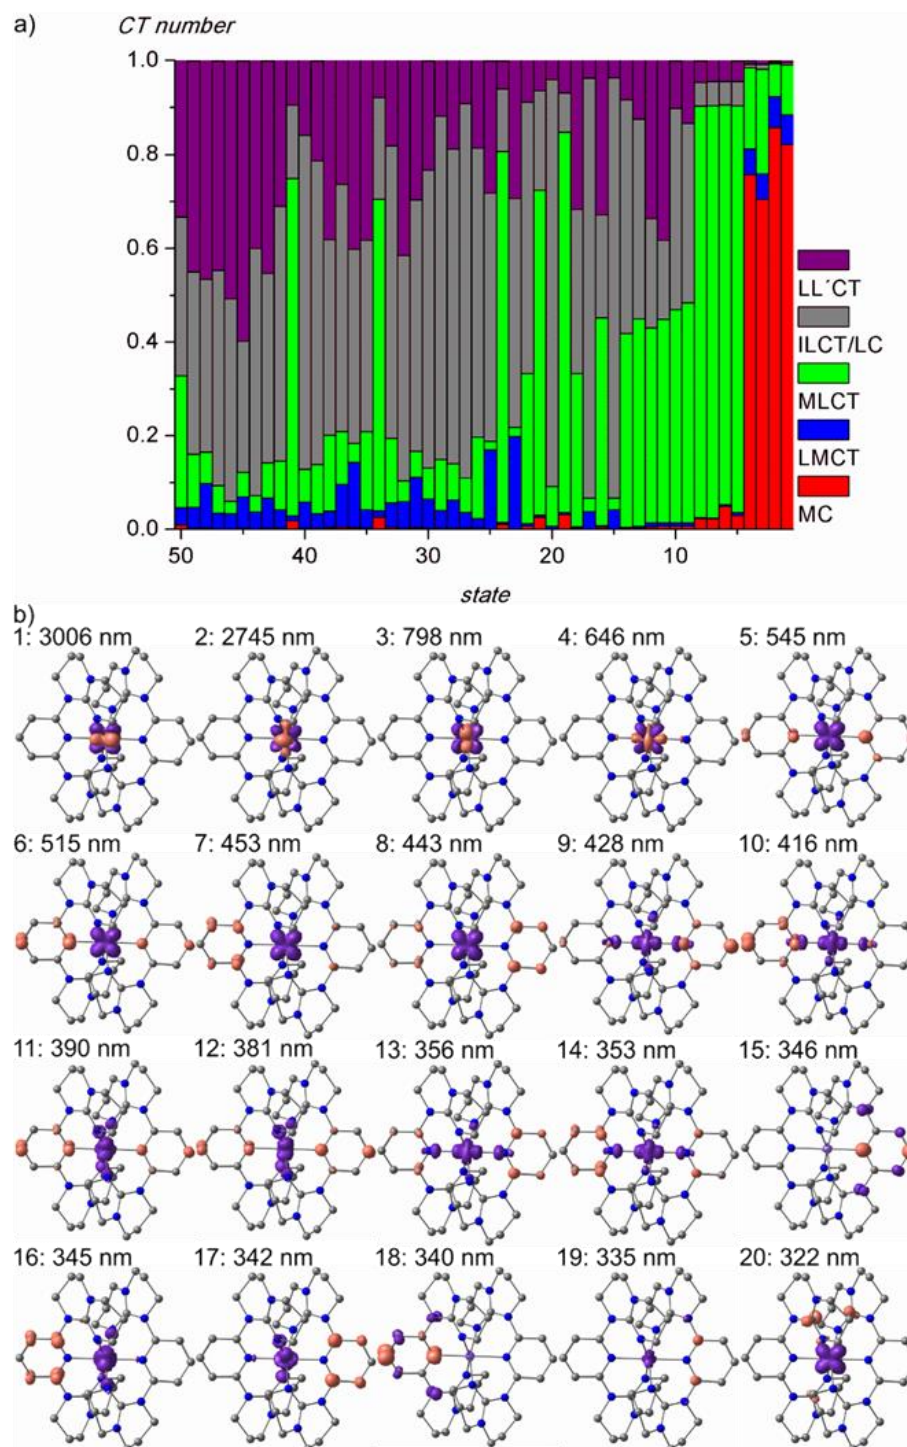 a)
CT number
1.0
0.8
0.6
0.4
0.2
0.0
50 40 30 20 10
state
LL´CT
ILCT/LC
MLCT
LMCT
MC
b)
1: 3006 nm 2: 2745 nm 3: 798 nm 4: 646 nm 5: 545 nm
6: 515 nm 7: 453 nm 8: 443 nm 9: 428 nm 10: 416 nm
11: 390 nm 12: 381 nm 13: 356 nm 14: 353 nm 15: 346 nm
16: 345 nm 17: 342 nm 18: 340 nm 19: 335 nm 20: 322 nm